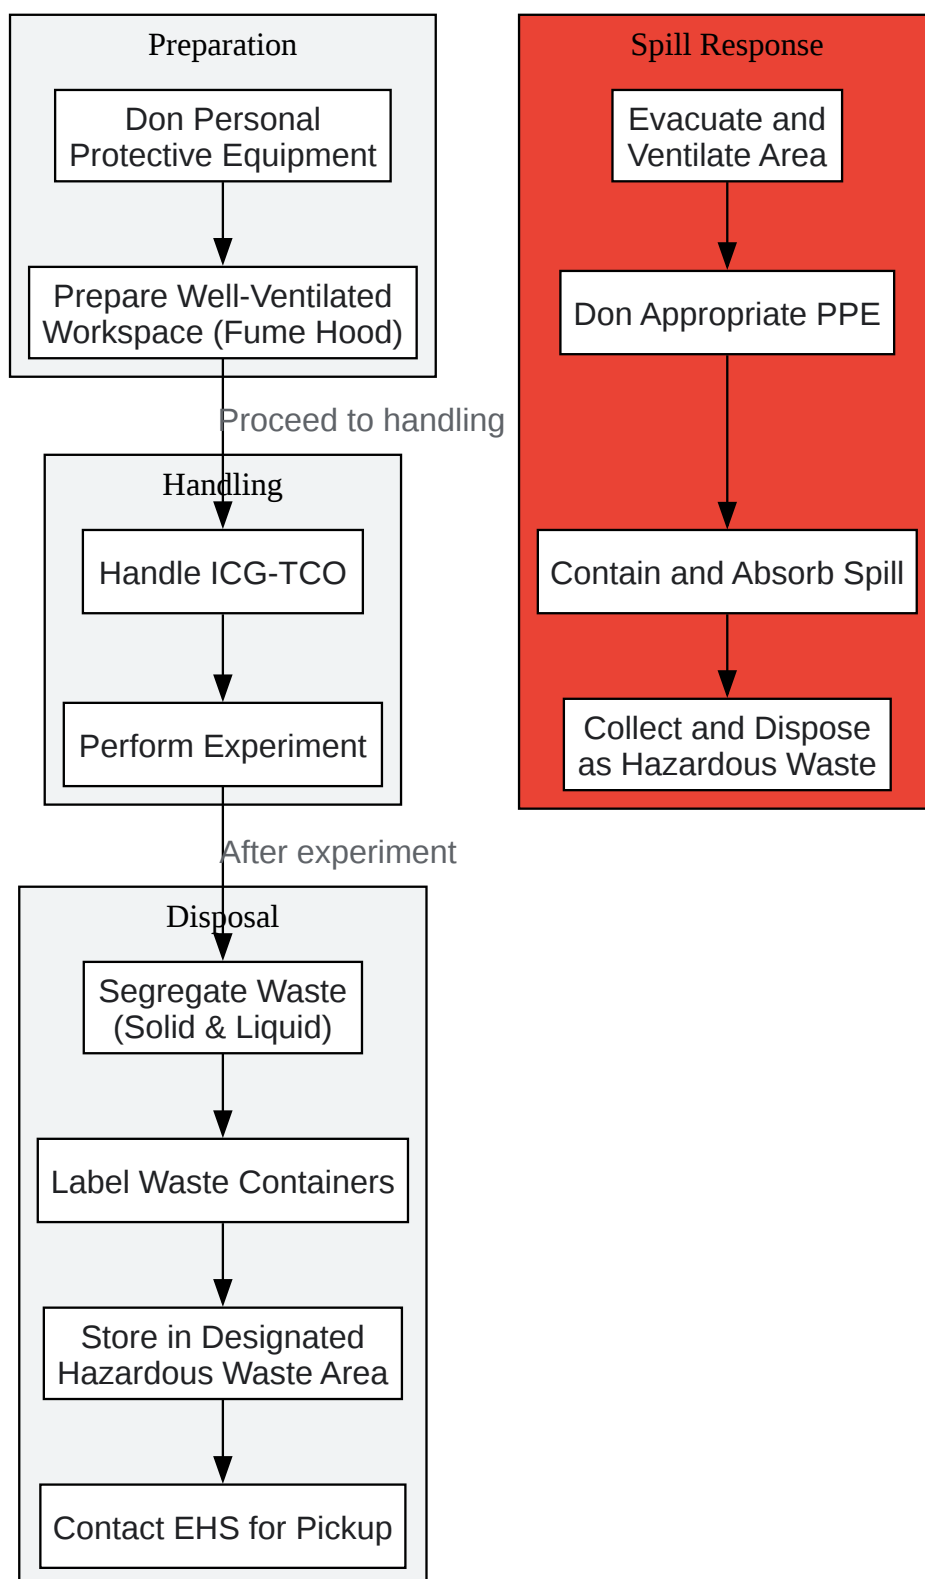 Preparation
Don Personal
Protective Equipment
Prepare Well-Ventilated
Workspace (Fume Hood)
Proceed to handling
Handling
Handle ICG-TCO
Perform Experiment
After experiment
Disposal
Segregate Waste
(Solid & Liquid)
Label Waste Containers
Store in Designated
Hazardous Waste Area
Contact EHS for Pickup
Spill Response
Evacuate and
Ventilate Area
Don Appropriate PPE
Contain and Absorb Spill
Collect and Dispose
as Hazardous Waste